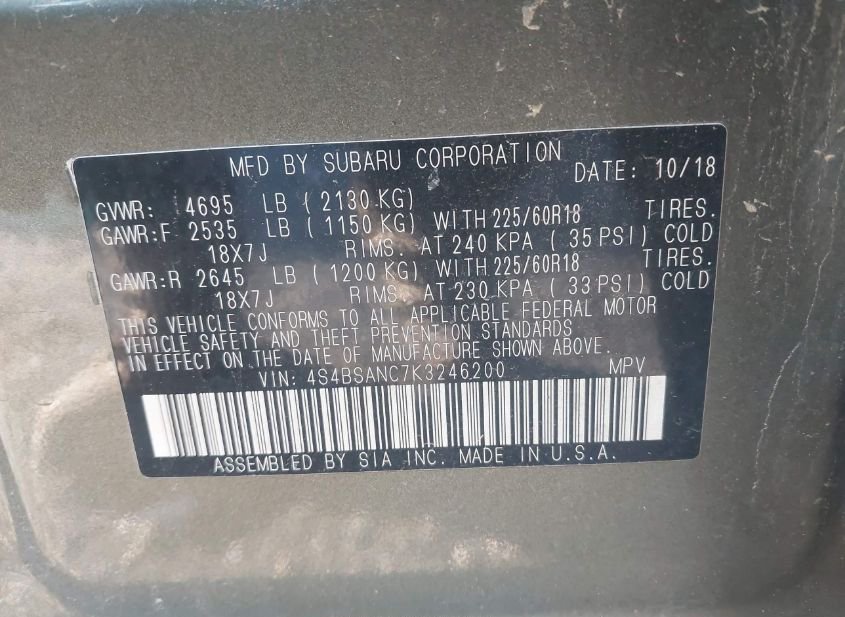 MFD BY SUBARU CORPORATION DATE: 10/18
GVWR: 4695 LB ( 2130 KG)
GAWR:F 2535 LB ( 1150 KG) WITH 225/60R18 TIRES.
18X7J RIMS. AT 240 KPA ( 35 PSI) COLD
GAWR:R 2645 LB ( 1200 KG) WITH 225/60R18 TIRES.
18X7J RIMS. AT 230 KPA ( 33 PSI) COLD
THIS VEHICLE CONFORMS TO ALL APPLICABLE FEDERAL MOTOR
VEHICLE SAFETY AND THEFT PREVENTION STANDARDS
IN EFFECT ON THE DATE OF MANUFACTURE SHOWN ABOVE.
VIN: 4S4BSANC7K3246200 MPV
ASSEMBLED BY SIA INC. MADE IN U.S.A.